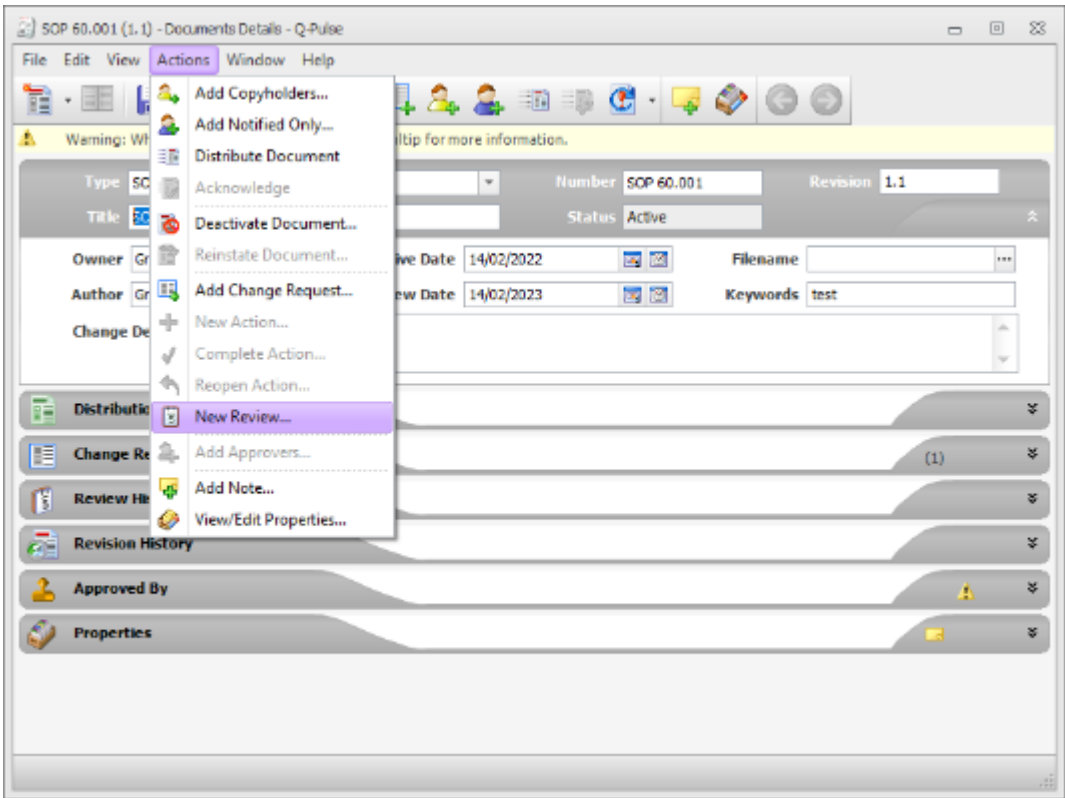 SOP 60.001 (1.1) - Documents Details - Q-Pulse
File Edit View Actions Window Help
Add Copyholders...
Add Notified Only...
Distribute Document
Acknowledge
Deactivate Document...
Reinstate Document...
Add Change Request...
New Action...
Complete Action...
Reopen Action...
New Review...
Add Approvers...
Add Note...
View/Edit Properties...
Warning: Wh ltip for more information.
Type SO Number SOP 60.001 Revision 1.1
Title Status Active
Owner Gr ive Date 14/02/2022 Filename ...
Author Gr ew Date 14/02/2023 Keywords test
Change De
Distributio
Change Re (1)
Review His
Revision History
Approved By
Properties